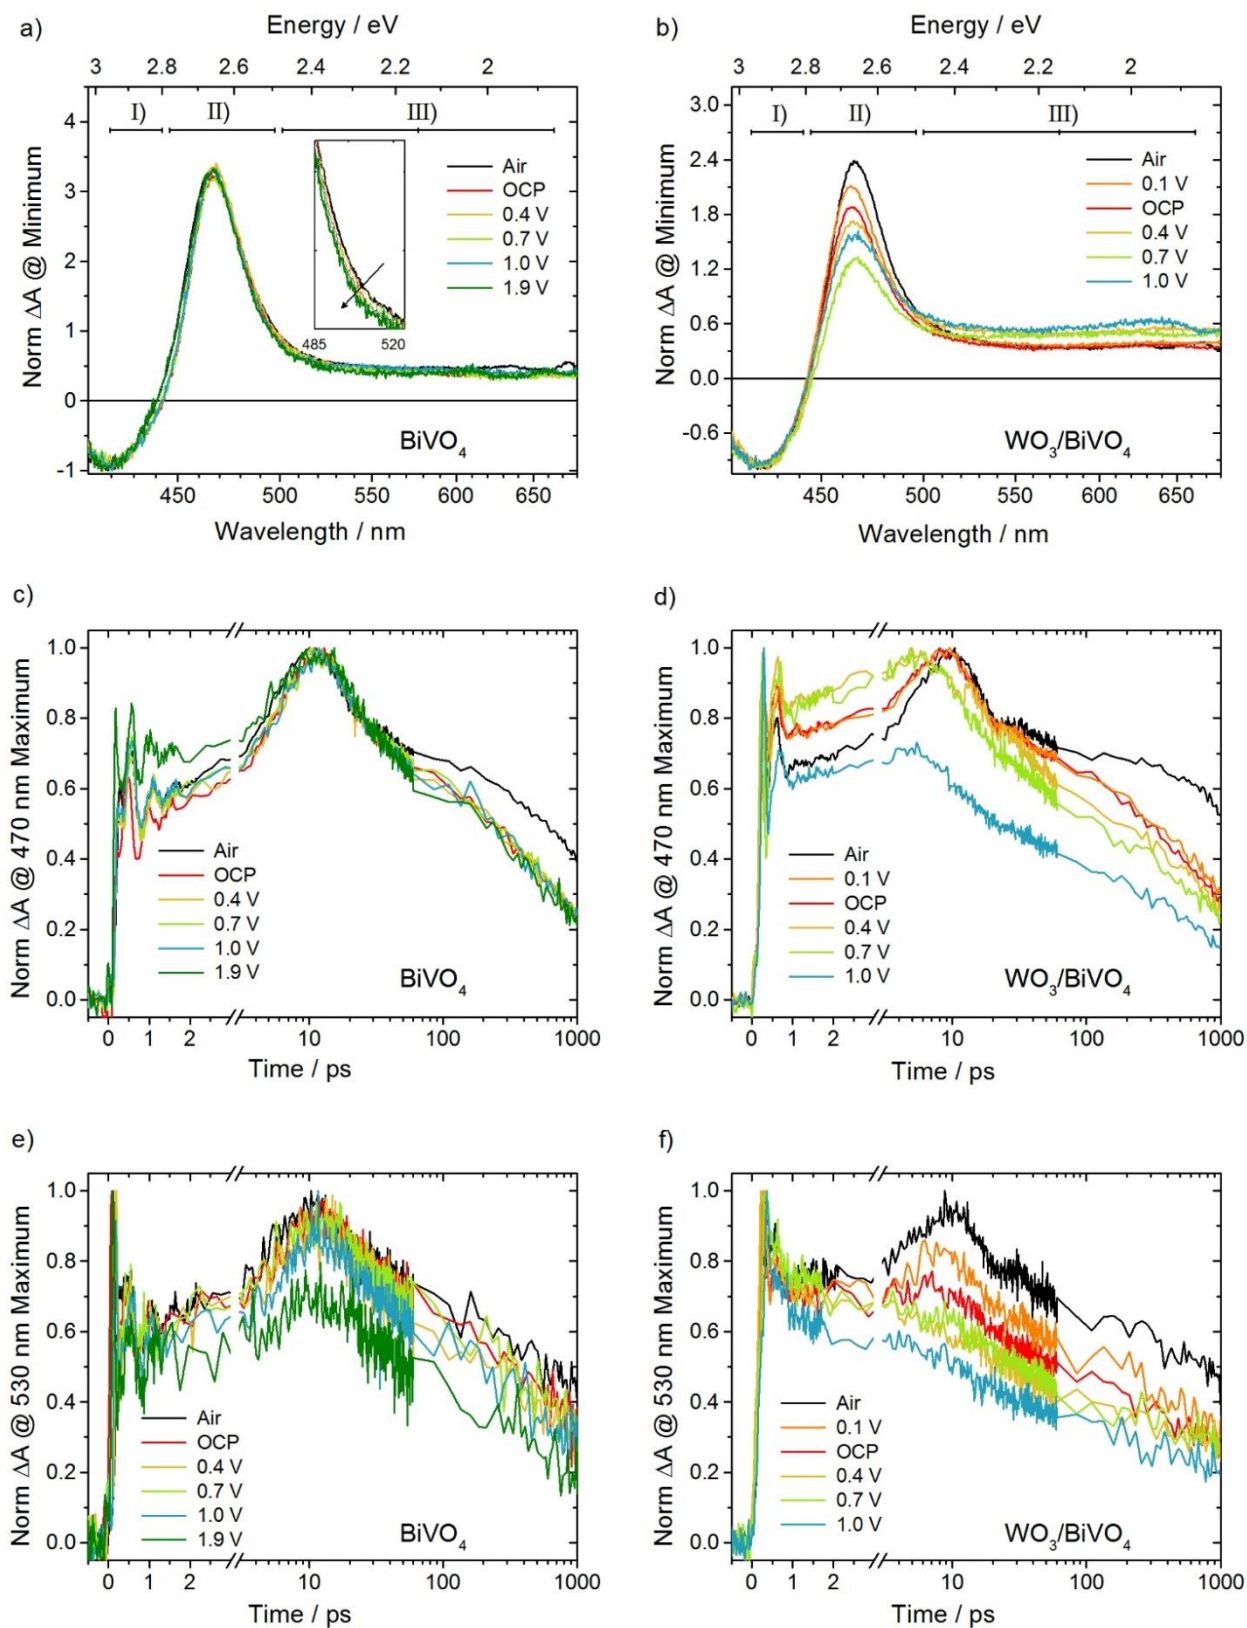 a)
Energy / eV
3 2.8 2.6 2.4 2.2 2
I) II) III)
Norm ΔA @ Minimum
4
3
2
1
0
-1
Air
OCP
0.4 V
0.7 V
1.0 V
1.9 V
485 520
BiVO4
450 500 550 600 650
Wavelength / nm
b)
Energy / eV
3 2.8 2.6 2.4 2.2 2
I) II) III)
Norm ΔA @ Minimum
3.0
2.4
1.8
1.2
0.6
0.0
-0.6
Air
0.1 V
OCP
0.4 V
0.7 V
1.0 V
WO3/BiVO4
450 500 550 600 650
Wavelength / nm
c)
Norm ΔA @ 470 nm Maximum
1.0
0.8
0.6
0.4
0.2
0.0
Air
OCP
0.4 V
0.7 V
1.0 V
1.9 V
BiVO4
0 1 2 10 100 1000
Time / ps
d)
Norm ΔA @ 470 nm Maximum
1.0
0.8
0.6
0.4
0.2
0.0
Air
0.1 V
OCP
0.4 V
0.7 V
1.0 V
WO3/BiVO4
0 1 2 10 100 1000
Time / ps
e)
Norm ΔA @ 530 nm Maximum
1.0
0.8
0.6
0.4
0.2
0.0
Air
OCP
0.4 V
0.7 V
1.0 V
1.9 V
BiVO4
0 1 2 10 100 1000
Time / ps
f)
Norm ΔA @ 530 nm Maximum
1.0
0.8
0.6
0.4
0.2
0.0
Air
0.1 V
OCP
0.4 V
0.7 V
1.0 V
WO3/BiVO4
0 1 2 10 100 1000
Time / ps